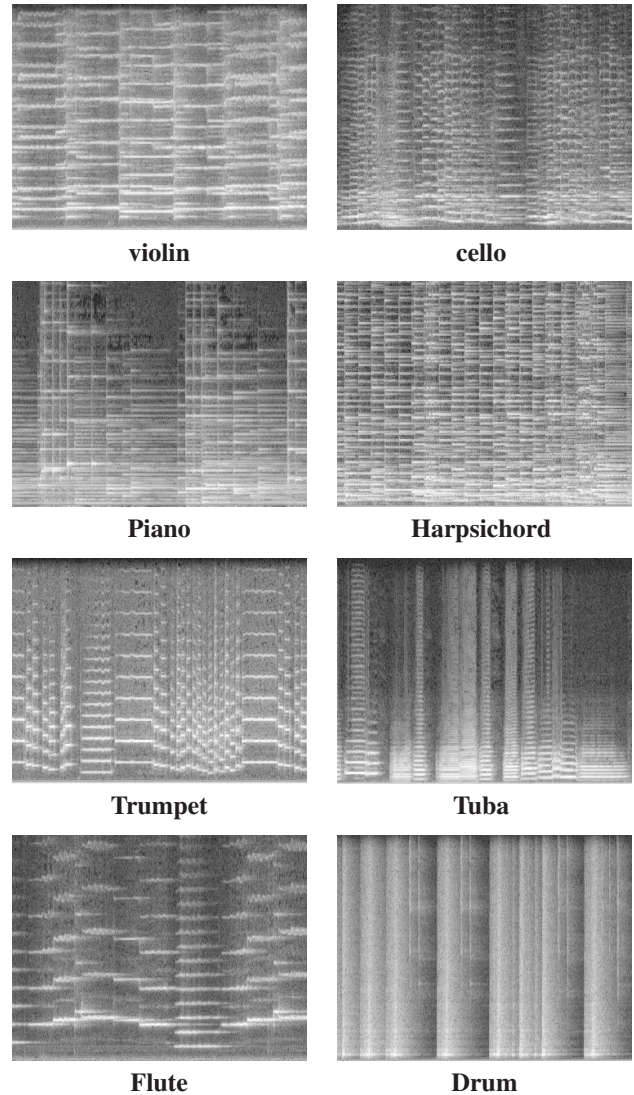 violin
cello
Piano
Harpsichord
Trumpet
Tuba
Flute
Drum